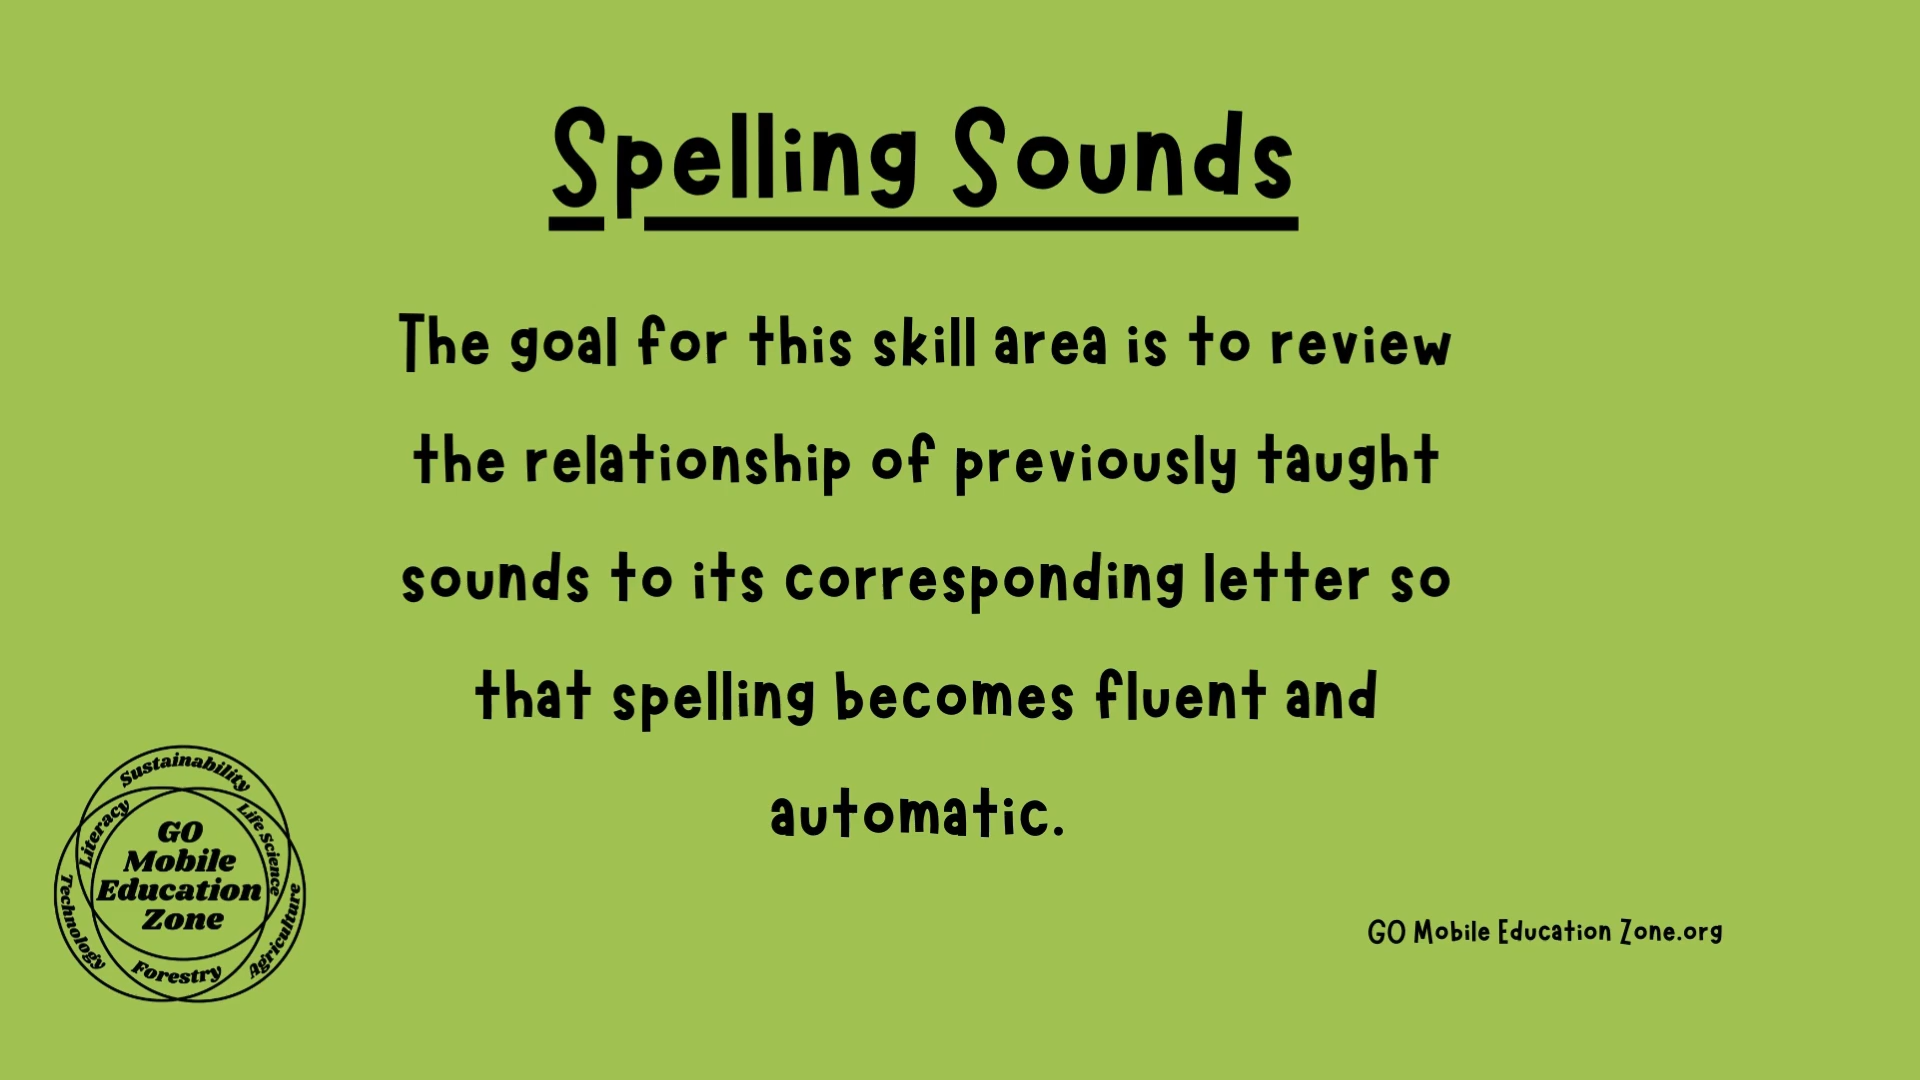 Spelling Sounds
The goal for this skill area is to review
the relationship of previously taught
sounds to its corresponding letter so
that spelling becomes fluent and
automatic.
Sustainability
Literacy
Life Science
GO
Mobile
Education
Zone
Technology
Agriculture
Forestry
GO Mobile Education Zone.org